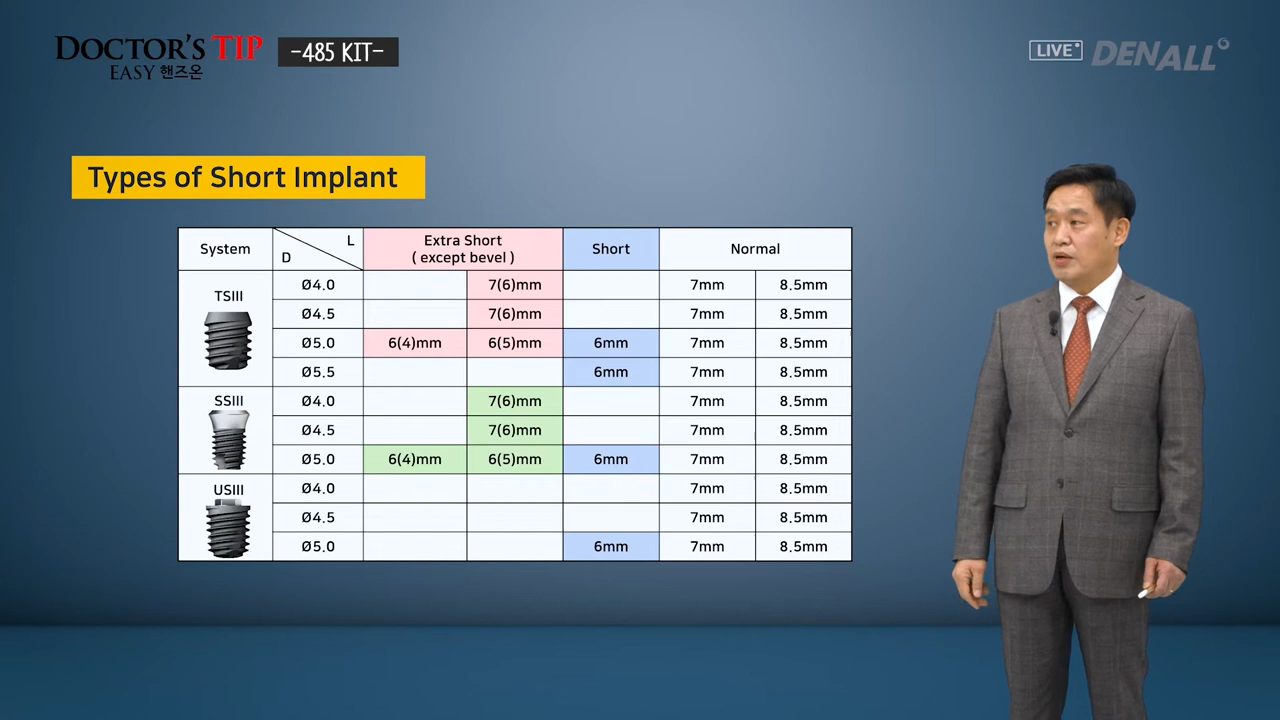 DOCTOR'S TIP -485 KIT-
EASY 핸즈온
LIVE DENALL
Types of Short Implant
System L D Extra Short ( except bevel ) Short Normal
TSIII
Ø4.0 7(6)mm 7mm 8.5mm
Ø4.5 7(6)mm 7mm 8.5mm
Ø5.0 6(4)mm 6(5)mm 6mm 7mm 8.5mm
Ø5.5 6mm 7mm 8.5mm
SSIII
Ø4.0 7(6)mm 7mm 8.5mm
Ø4.5 7(6)mm 7mm 8.5mm
Ø5.0 6(4)mm 6(5)mm 6mm 7mm 8.5mm
USIII
Ø4.0 7mm 8.5mm
Ø4.5 7mm 8.5mm
Ø5.0 6mm 7mm 8.5mm